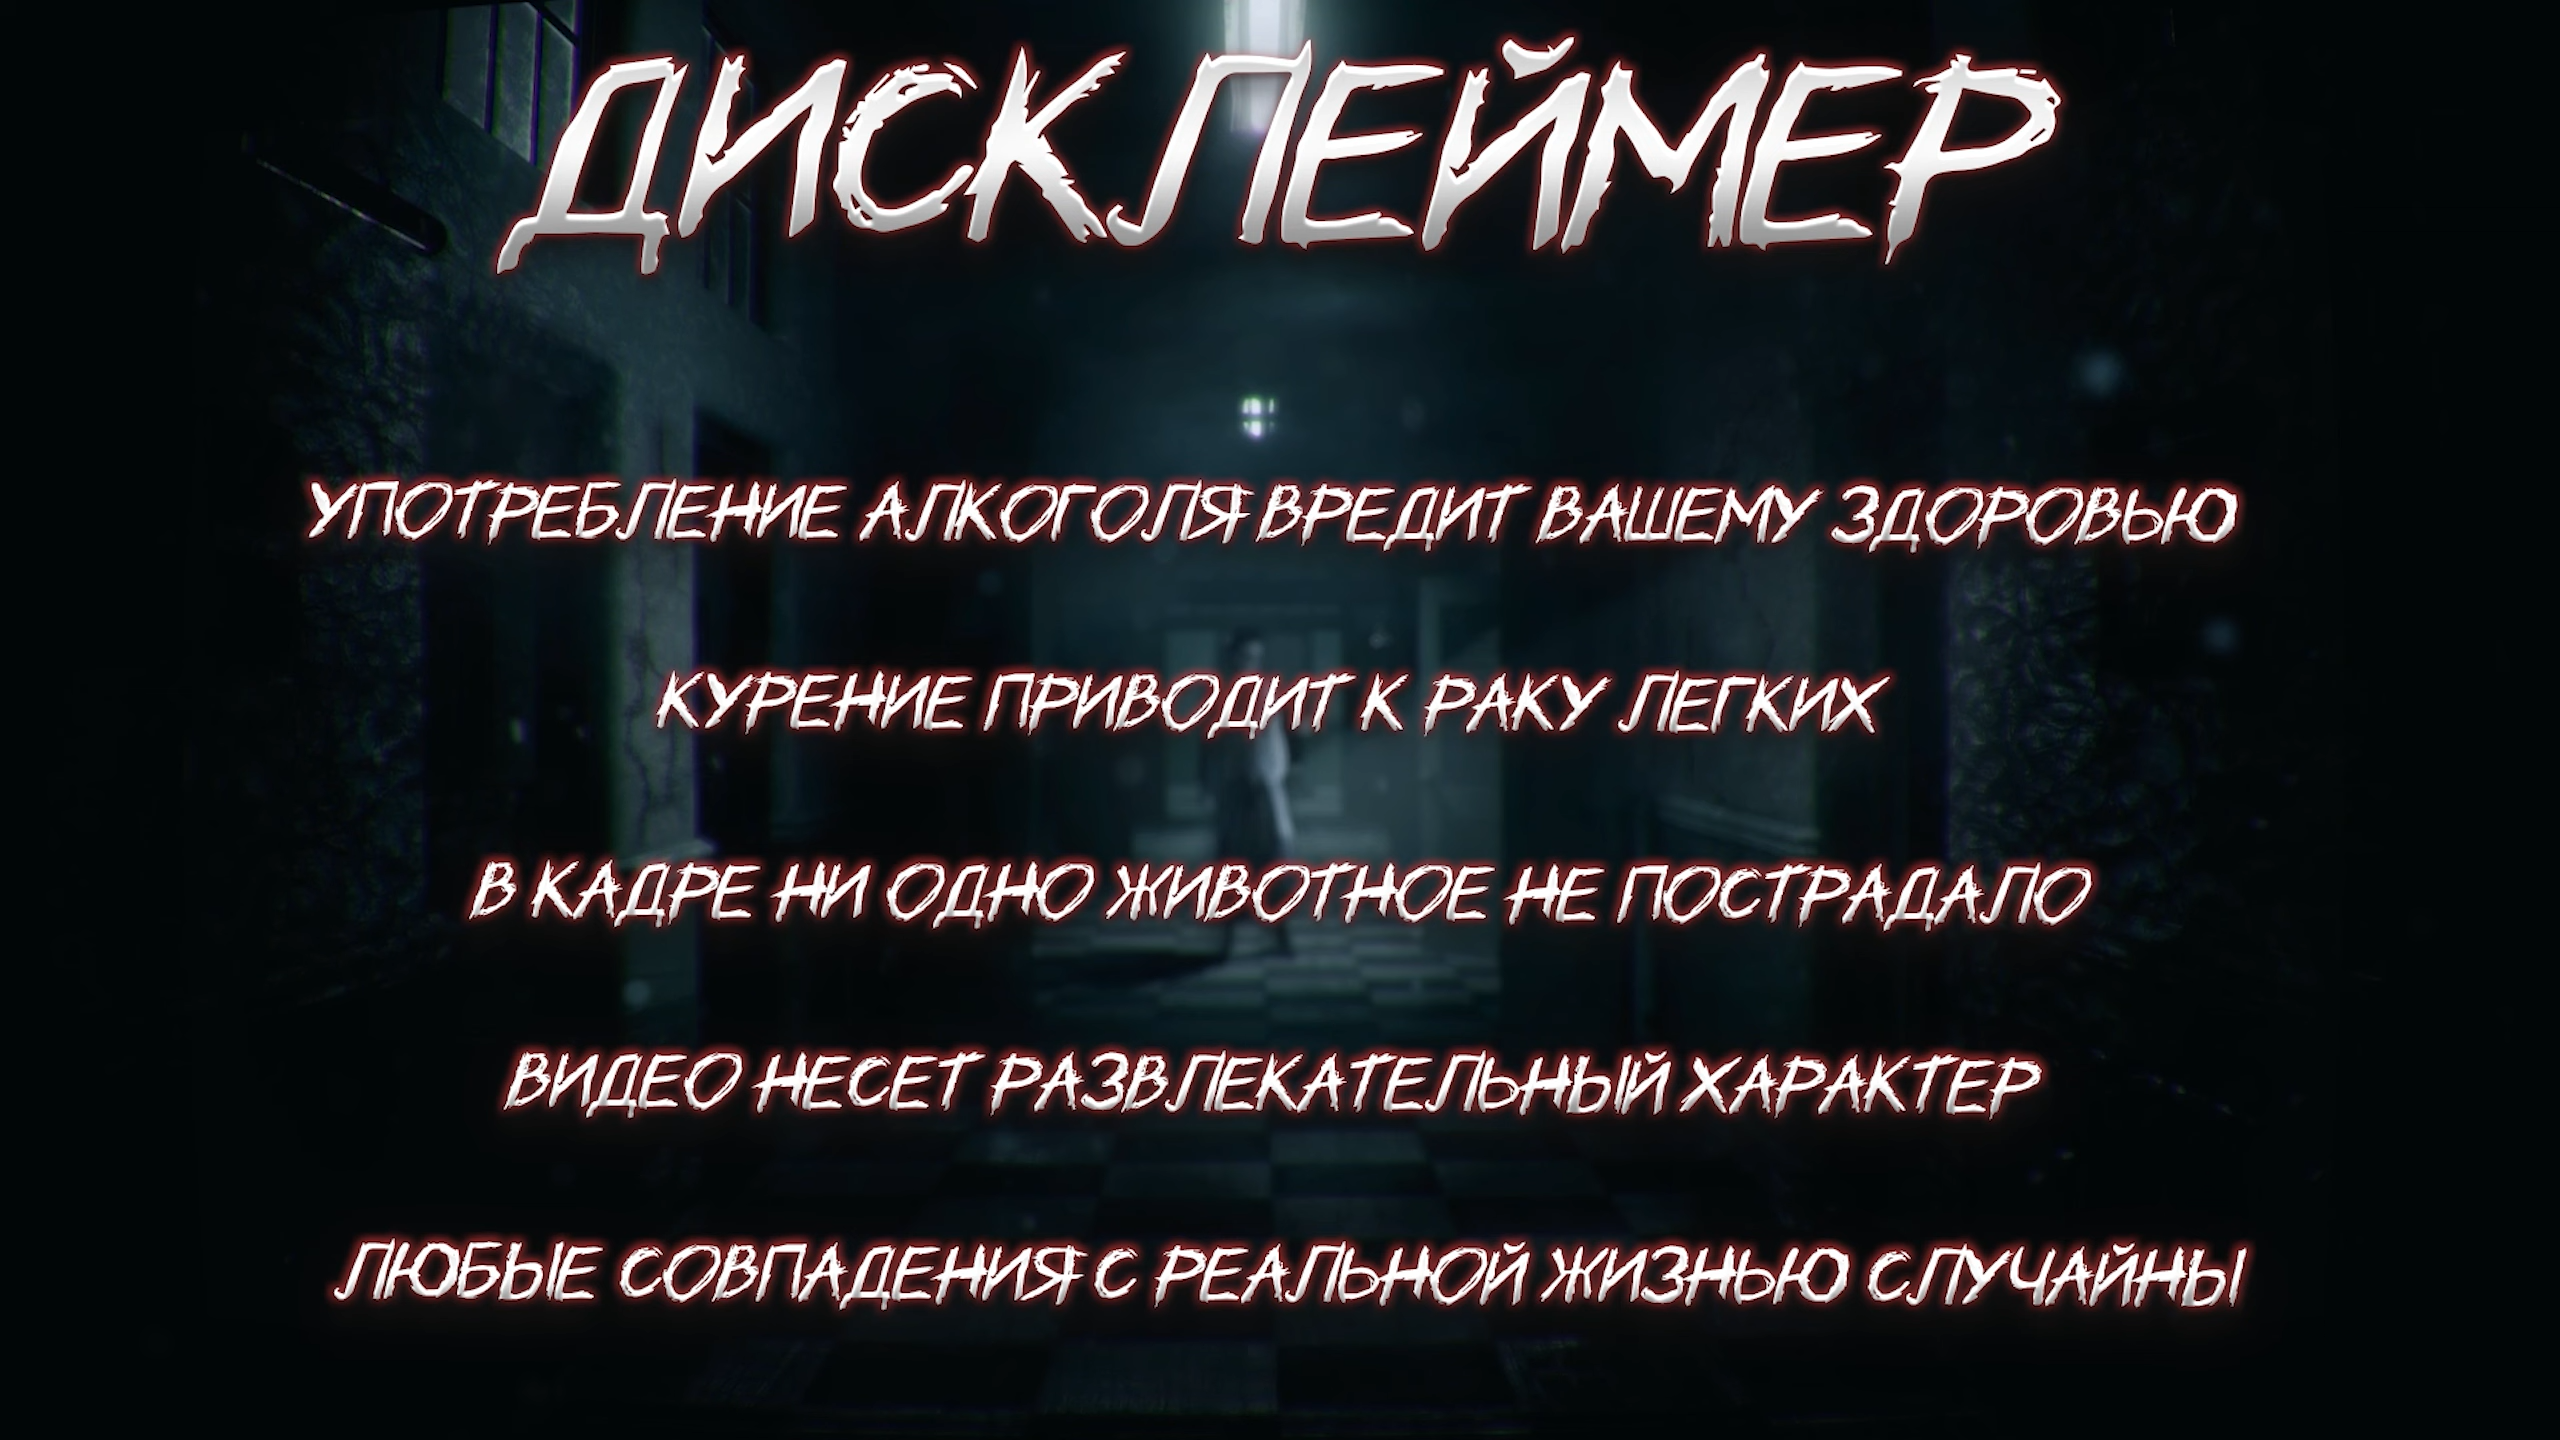 ДИСКЛЕЙМЕР
УПОТРЕБЛЕНИЕ АЛКОГОЛЯ ВРЕДИТ ВАШЕМУ ЗДОРОВЬЮ
КУРЕНИЕ ПРИВОДИТ К РАКУ ЛЕГКИХ
В КАДРЕ НИ ОДНО ЖИВОТНОЕ НЕ ПОСТРАДАЛО
ВИДЕО НЕСЕТ РАЗВЛЕКАТЕЛЬНЫЙ ХАРАКТЕР
ЛЮБЫЕ СОВПАДЕНИЯ С РЕАЛЬНОЙ ЖИЗНЬЮ СЛУЧАЙНЫ